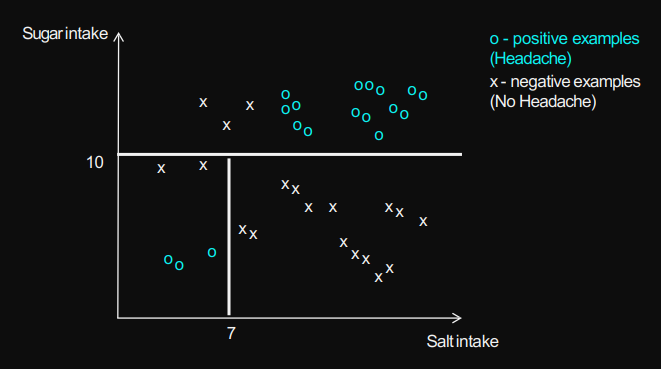 Sugar intake
o - positive examples
(Headache)
x - negative examples
(No Headache)
o o o o o
o o
x x o o o o o
x o o o
x x
10
x x
x x x x x
x x x
x
o o x x x
o x x
7
Salt intake